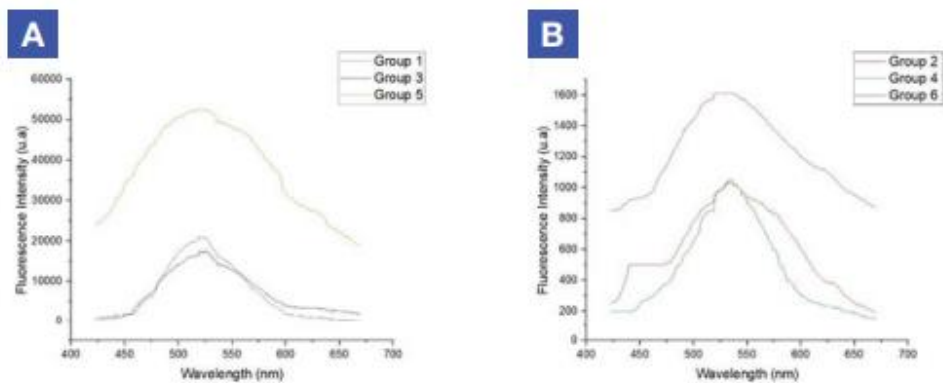 A
Group 1
Group 3
Group 5
60000
50000
40000
30000
20000
10000
0
Fluorescence Intensity (u.a)
400 450 500 550 600 650 700
Wavelength (nm)
B
Group 2
Group 4
Group 6
1600
1400
1200
1000
800
600
400
200
0
Fluorescence Intensity (u.a)
400 450 500 550 600 650 700
Wavelength (nm)